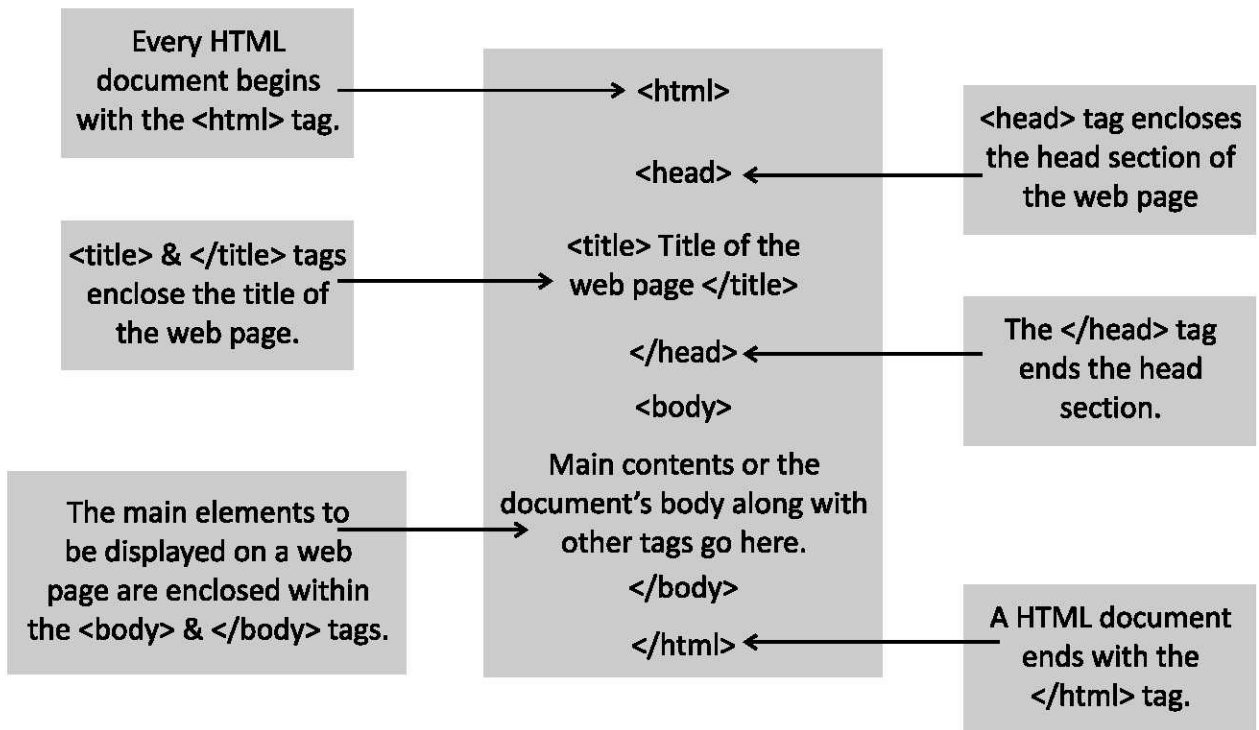 Every HTML
document begins
with the <html> tag.
<title> & </title> tags
enclose the title of
the web page.
The main elements to
be displayed on a web
page are enclosed within
the <body> & </body> tags.
<html>
<head>
<title> Title of the
web page </title>
</head>
<body>
Main contents or the
document's body along with
other tags go here.
</body>
</html>
<head> tag encloses
the head section of
the web page
The </head> tag
ends the head
section.
A HTML document
ends with the
</html> tag.